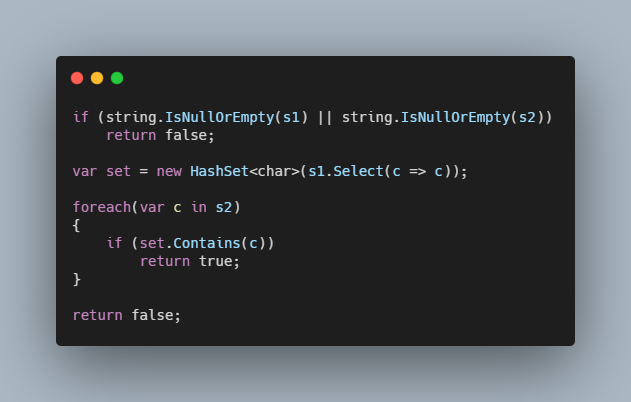 if (string.IsNullOrEmpty(s1) || string.IsNullOrEmpty(s2))
    return false;

var set = new HashSet<char>(s1.Select(c => c));

foreach(var c in s2)
{
    if (set.Contains(c))
        return true;
}

return false;